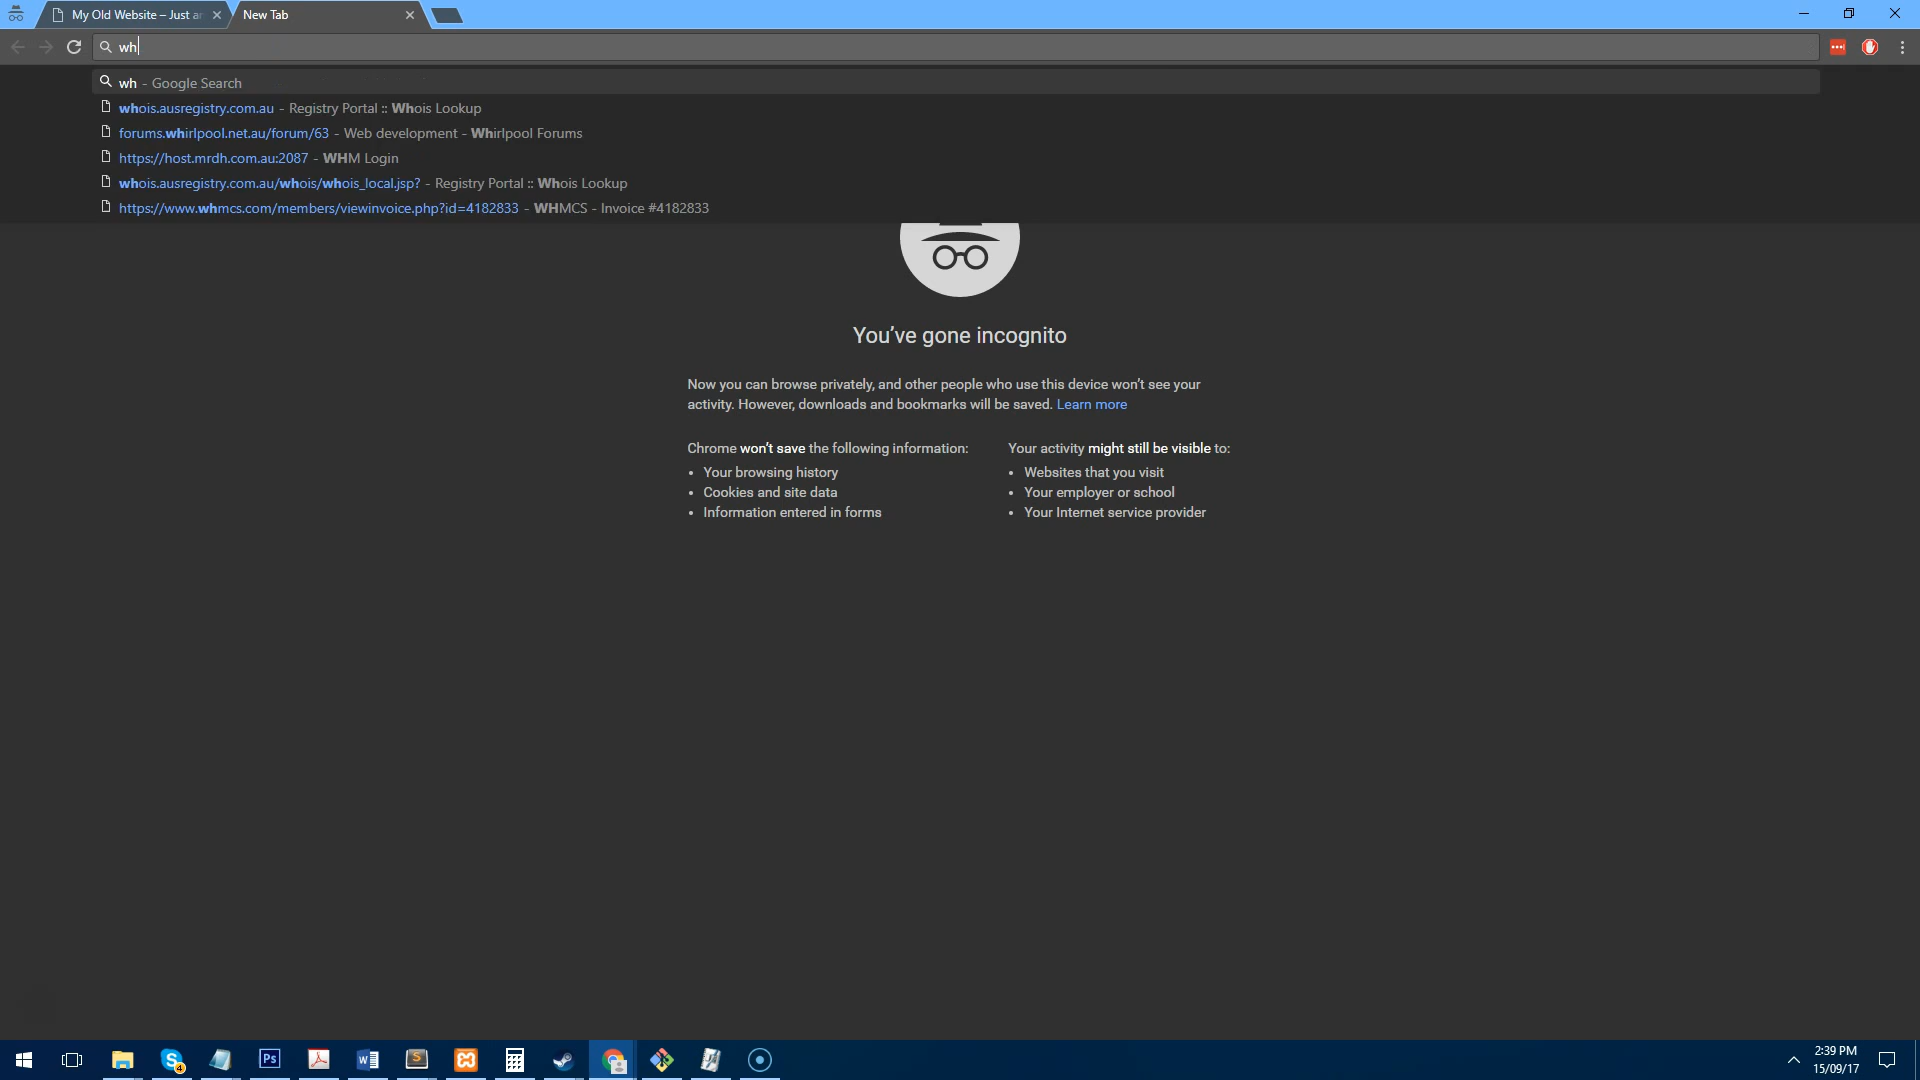 My Old Website – Just an
New Tab
wh
wh - Google Search
whois.ausregistry.com.au - Registry Portal :: Whois Lookup
forums.whirlpool.net.au/forum/63 - Web development - Whirlpool Forums
https://host.mrdh.com.au:2087 - WHM Login
whois.ausregistry.com.au/whois/whois_local.jsp? - Registry Portal :: Whois Lookup
https://www.whmcs.com/members/viewinvoice.php?id=4182833 - WHMCS - Invoice #4182833
You’ve gone incognito
Now you can browse privately, and other people who use this device won’t see your
activity. However, downloads and bookmarks will be saved. Learn more
Chrome won’t save the following information:
• Your browsing history
• Cookies and site data
• Information entered in forms
Your activity might still be visible to:
• Websites that you visit
• Your employer or school
• Your Internet service provider
S
4
Ps
W
S
2:39 PM
15/09/17